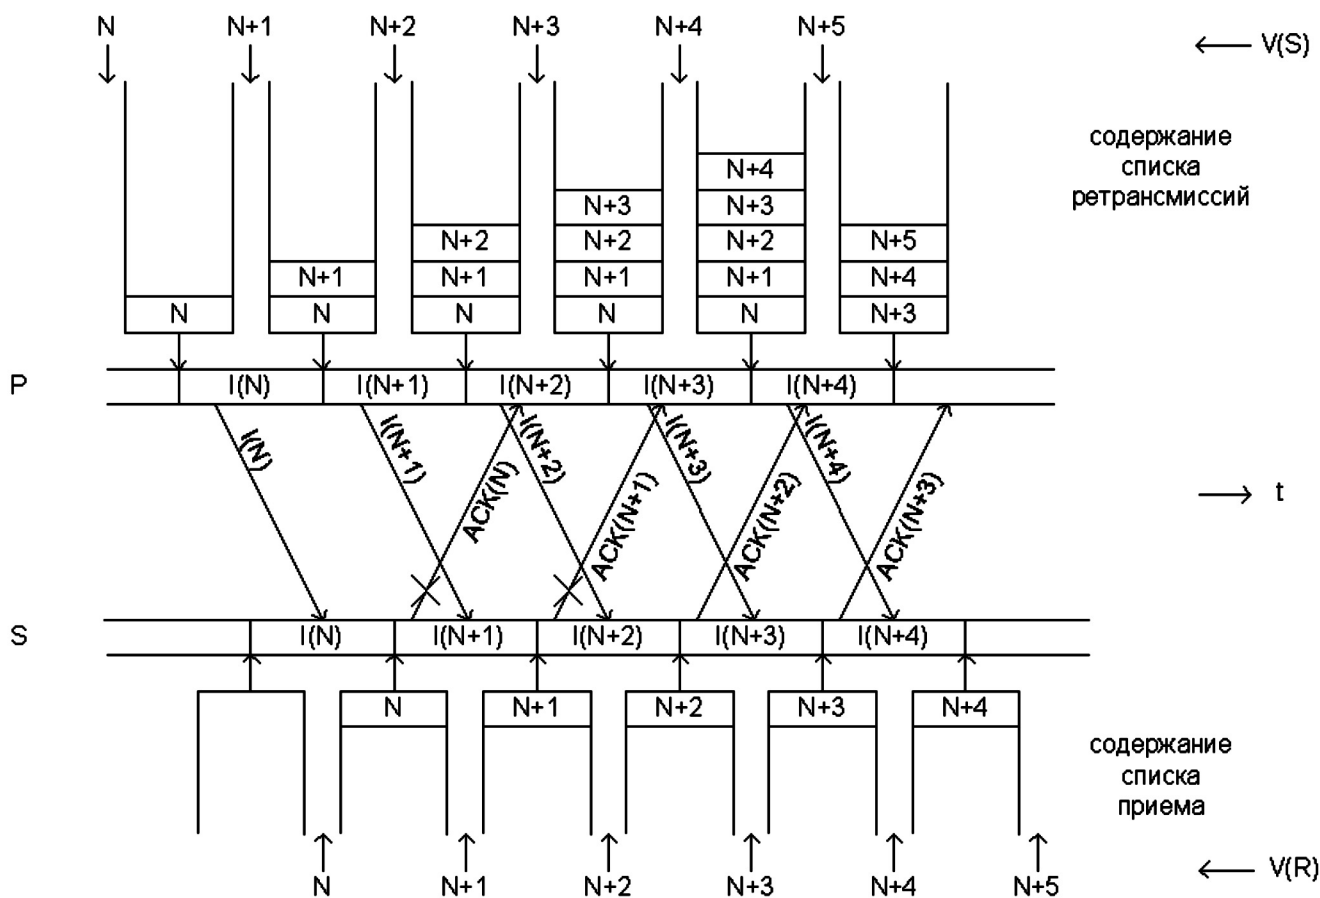 N N+1 N+2 N+3 N+4 N+5 V(S)
содержание
списка
ретрансмиссий
N+4
N+3 N+3
N+2 N+2 N+2 N+5
N+1 N+1 N+1 N+1 N+4
N N N N N N+3
P I(N) I(N+1) I(N+2) I(N+3) I(N+4)
I(N) I(N+1) ACK(N) I(N+2) ACK(N+1) I(N+3) ACK(N+2) I(N+4) ACK(N+3)
t
S I(N) I(N+1) I(N+2) I(N+3) I(N+4)
N N+1 N+2 N+3 N+4
содержание
списка
приема
N N+1 N+2 N+3 N+4 N+5 V(R)